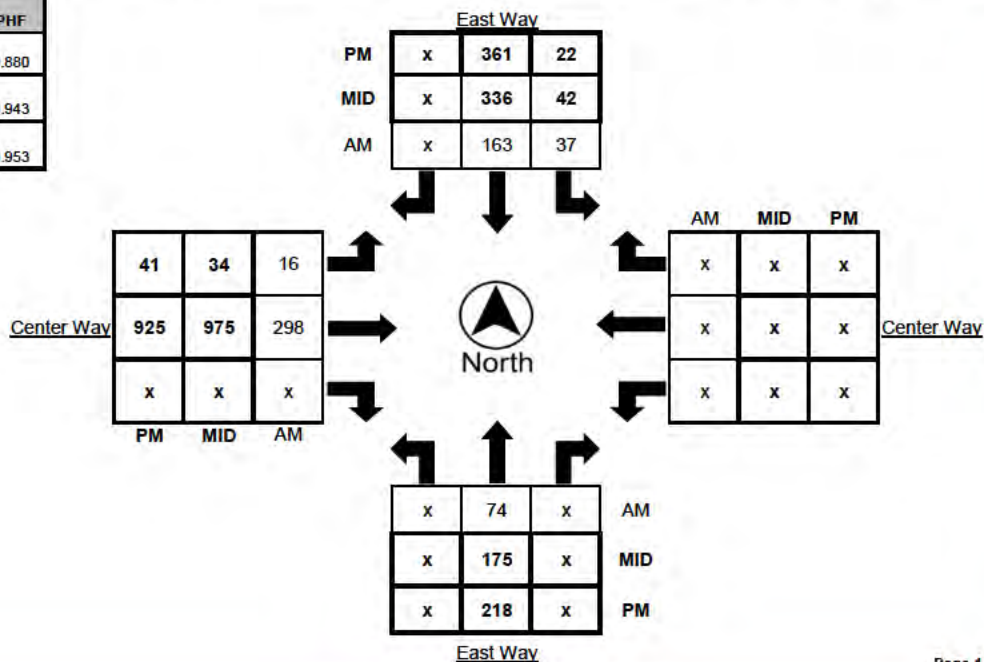 PHF
.880
.943
.953
East Way
PM x 361 22
MID x 336 42
AM x 163 37
AM MID PM
41 34 16
x x x
Center Way 925 975 298
x x x Center Way
North
x x x
x x x
PM MID AM
x 74 x AM
x 175 x MID
x 218 x PM
East Way
Page 1